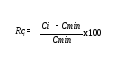 Rc = Ci - Cmin x100
Cmin